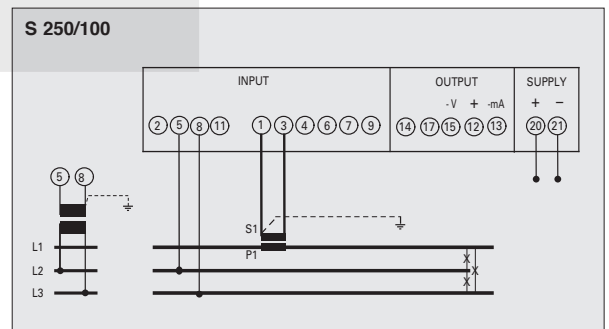 S 250/100
INPUT OUTPUT SUPPLY
- V + -mA + –
2 5 8 11 1 3 4 6 7 9 14 17 15 12 13 20 21
5 8
S1
L1 P1
L2 X X
L3 X